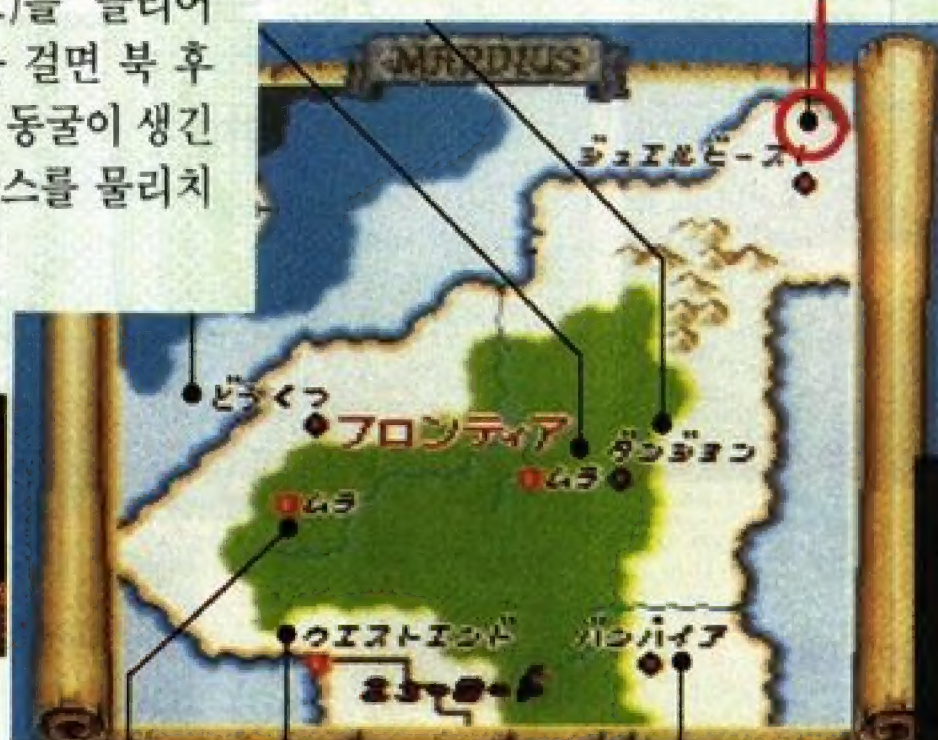 를 물리어
걸면 북 후
동굴이 생긴
스를 물리치
MARDIUS
ジュエルビースト
どうくつ
フロンティア
ダンジョン
ムラ
ムラ
ウエストエンド
バンパイア